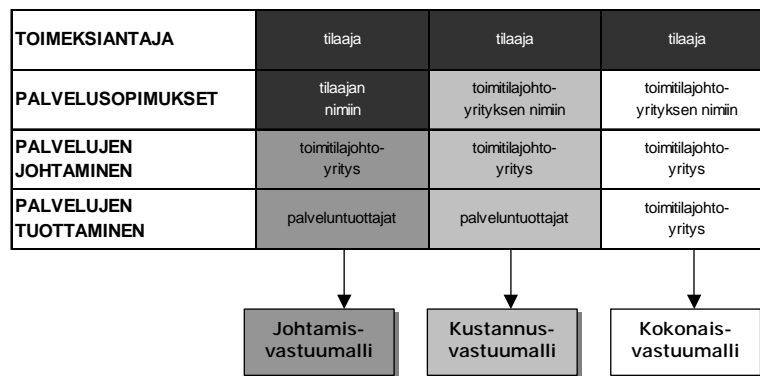 TOIMEKSIANTAJA tilaaja tilaaja tilaaja
PALVELUSOPIMUKSET tilaajan nimiin toimitilajohto- yrityksen nimiin toimitilajohto- yrityksen nimiin
PALVELUJEN JOHTAMINEN toimitilajohto- yritys toimitilajohto- yritys toimitilajohto- yritys
PALVELUJEN TUOTTAMINEN palveluntuottajat palveluntuottajat toimitilajohto- yritys
Johtamis- Kustannus- Kokonais-
vastuumalli vastuumalli vastuumalli